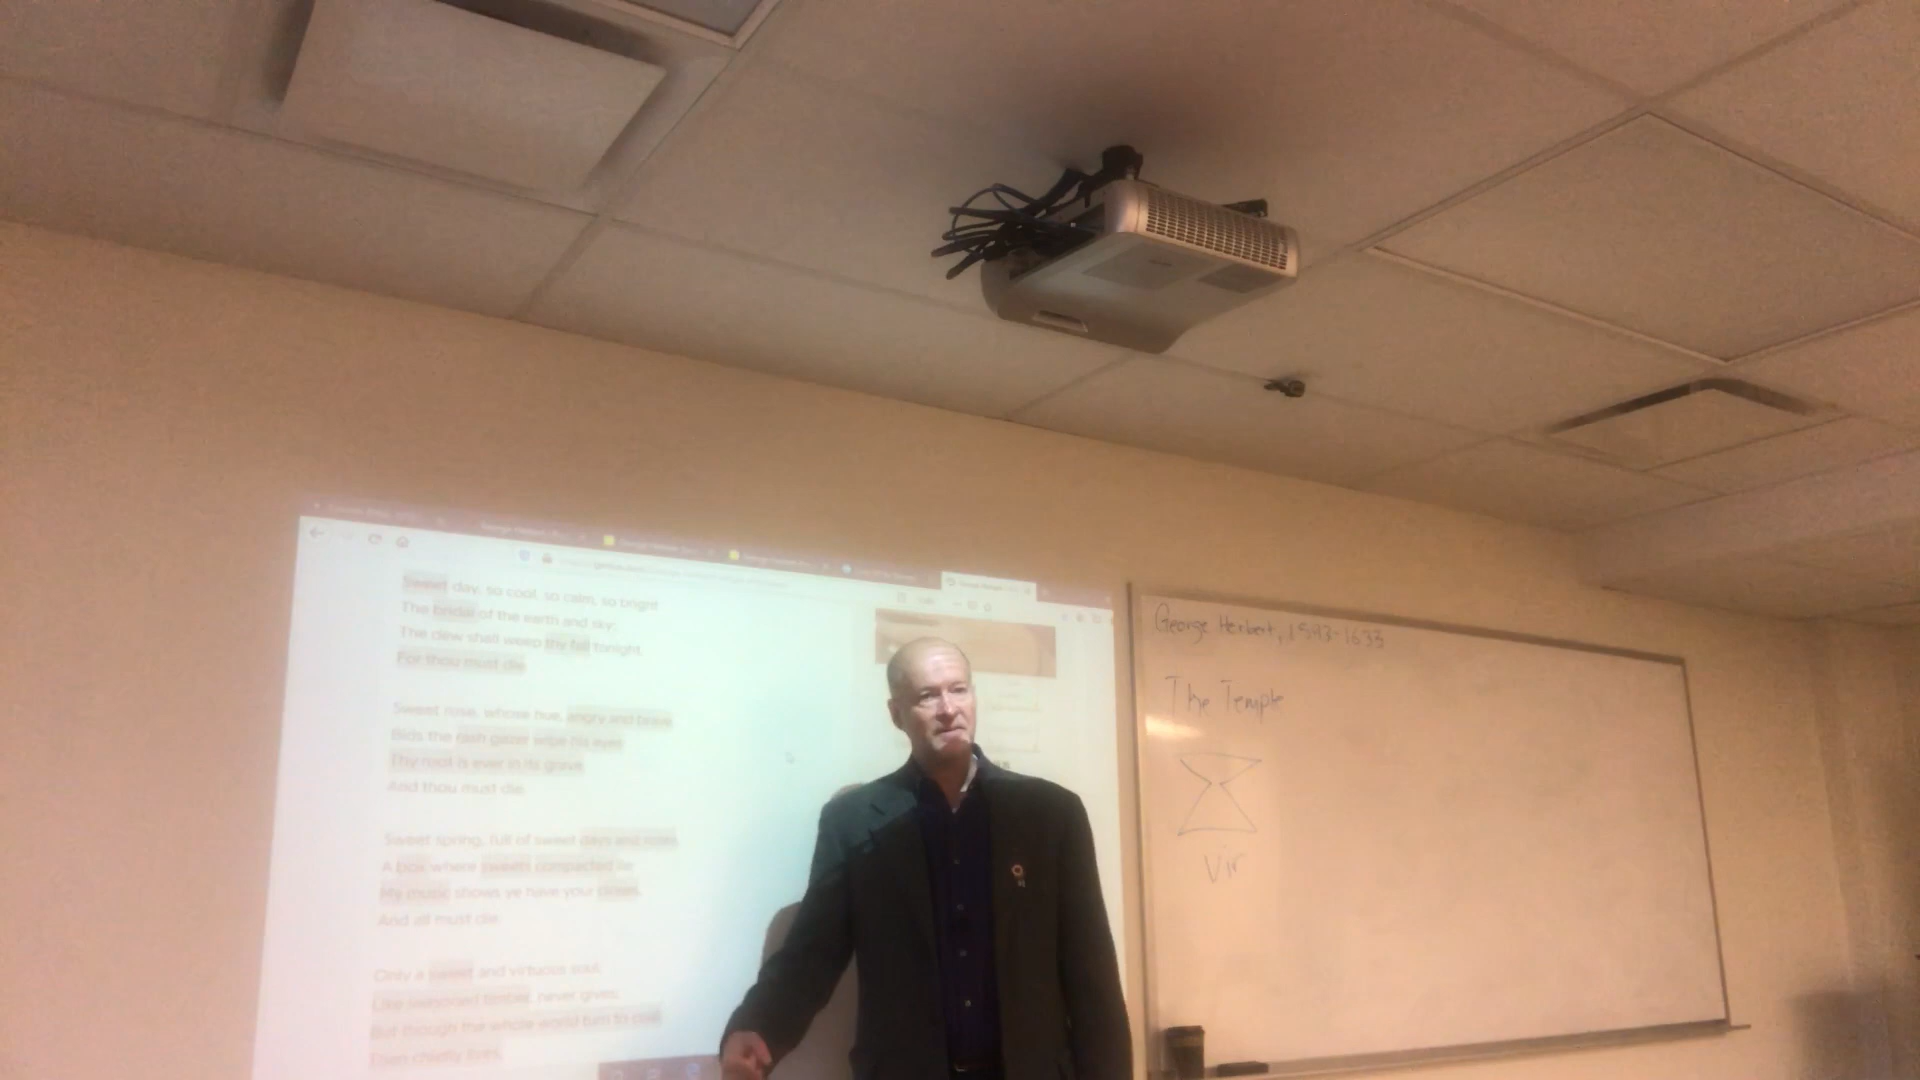 Sweet day, so cool, so calm, so bright
The bridal of the earth and sky;
The dew shall weep thy fall tonight,
For thou must die.
Sweet rose, whose hue, angry and brave
Bids the rash gazer wipe his eye;
Thy root is ever in its grave
And thou must die.
Sweet spring, full of sweet days and roses
A box where sweets compacted lie;
My music shows ye have your closes,
And all must die.
Only a sweet and virtuous soul,
Like seasoned timber, never gives;
But though the whole world turn to coal,
Then chiefly lives.
George Herbert, 1593-1633
The Temple
Vir